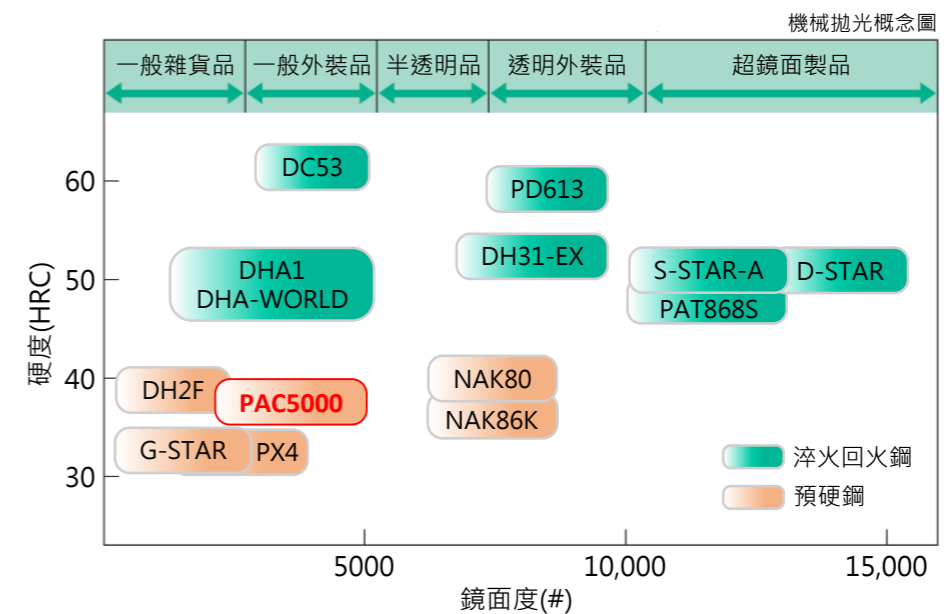 機械拋光概念圖
一般雜貨品 一般外裝品 半透明品 透明外裝品 超鏡面製品
硬度(HRC)
60
50
40
30
DC53
PD613
DHA1
DHA-WORLD
DH31-EX
S-STAR-A
D-STAR
PAT868S
DH2F
PAC5000
NAK80
NAK86K
G-STAR
PX4
淬火回火鋼
預硬鋼
5000 10,000 15,000
鏡面度(#)